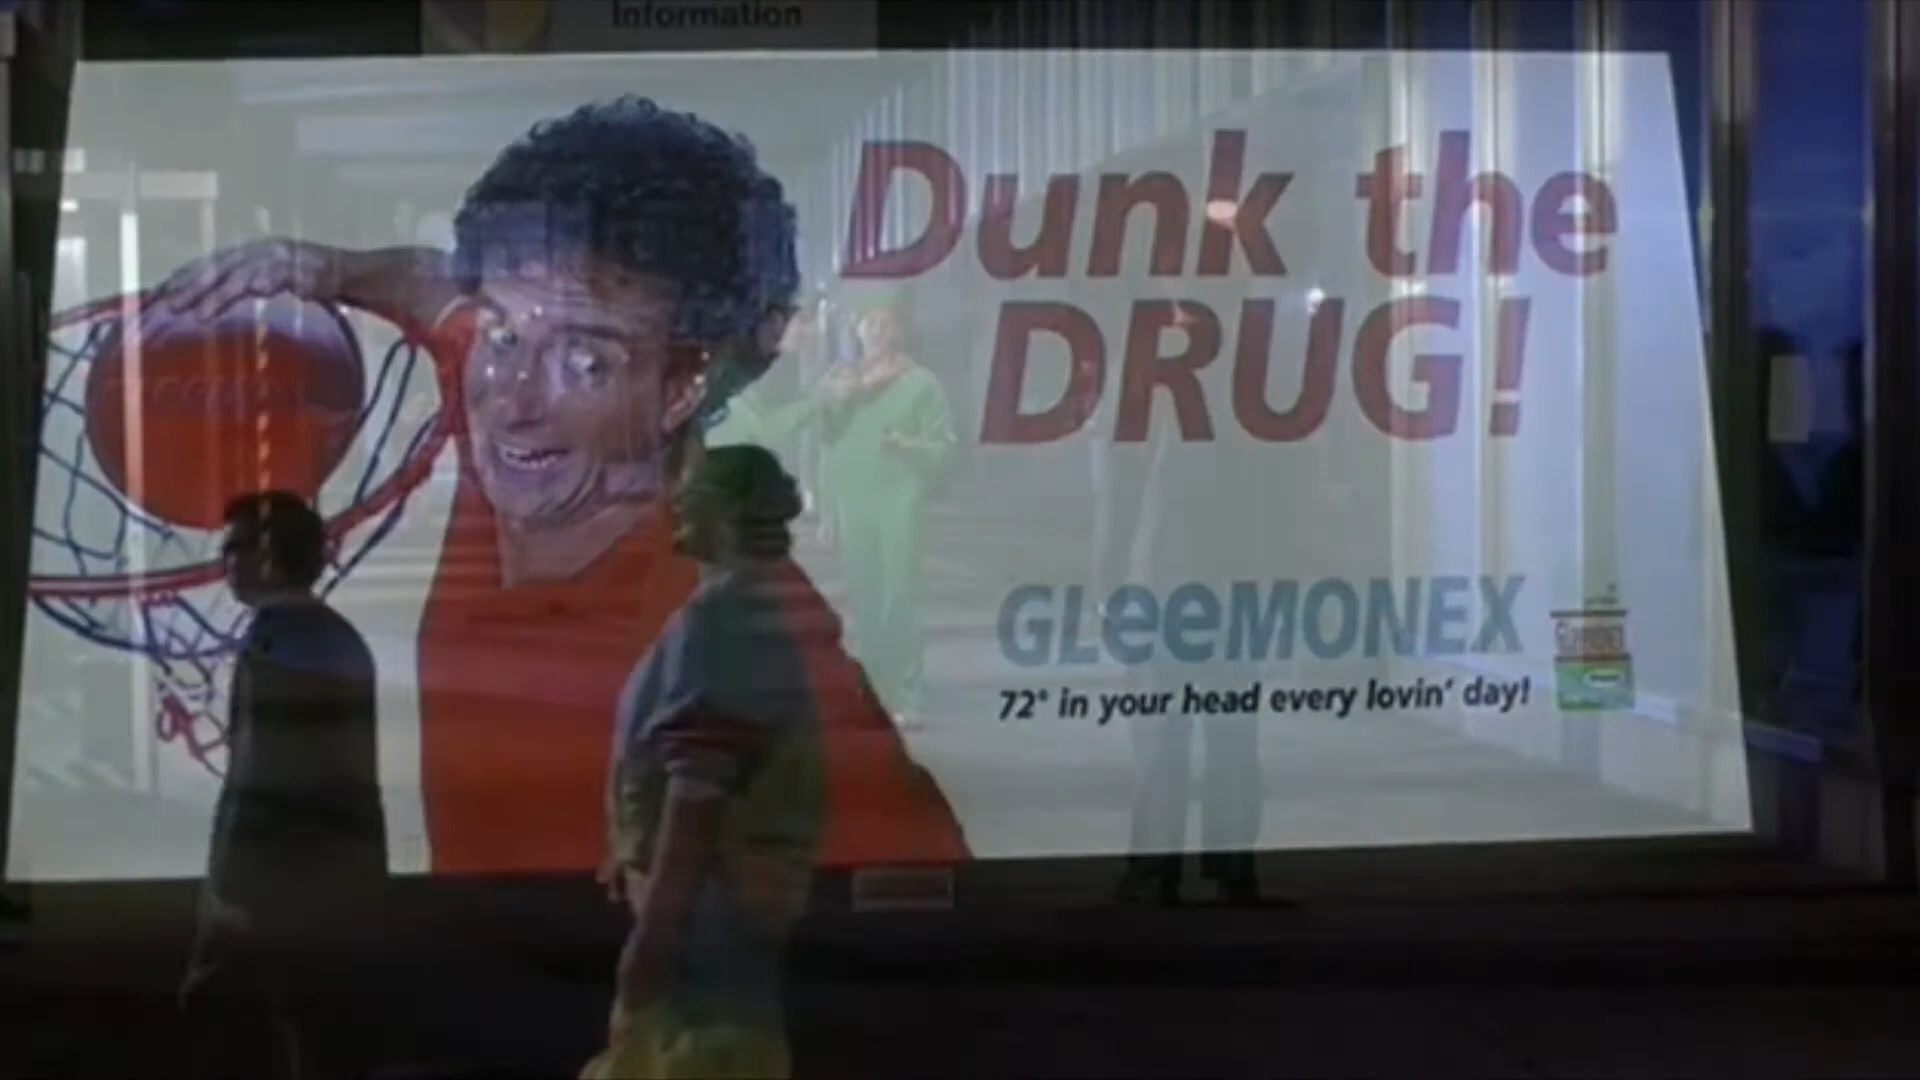 Information
Dunk the
DRUG!
GLeeMONEX
72° in your head every lovin' day!